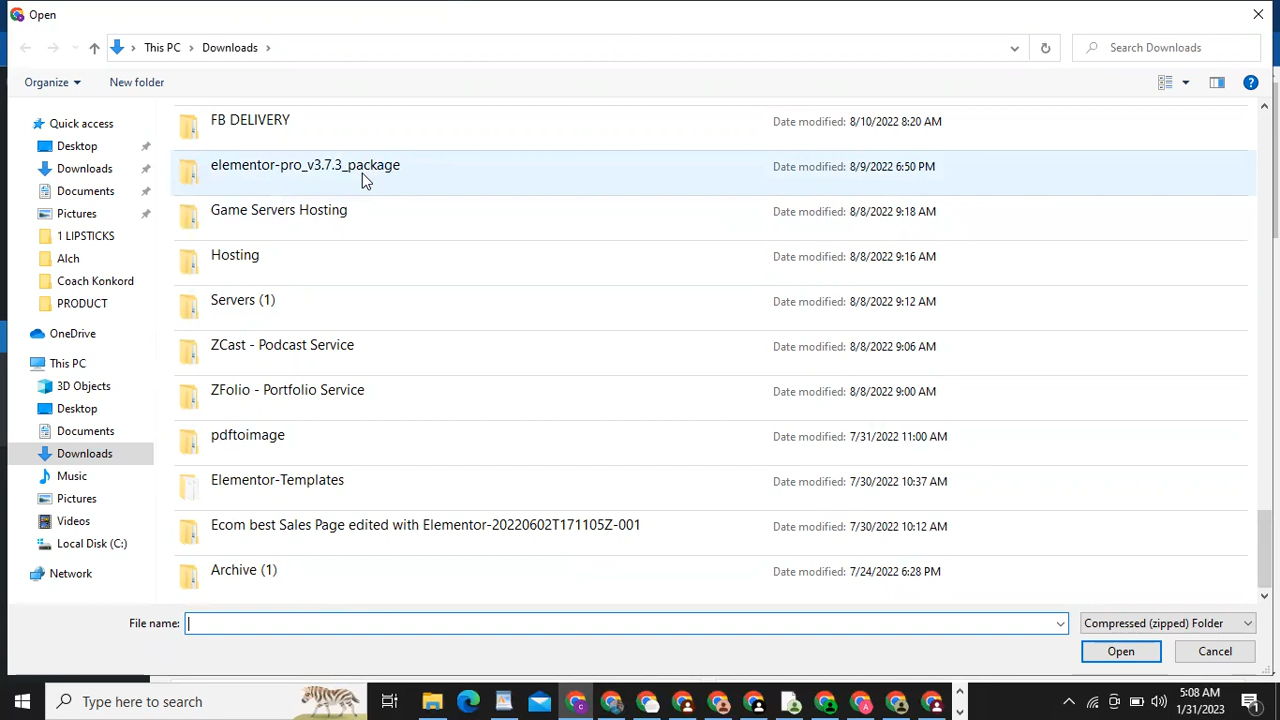 Open
This PC
Downloads
Search Downloads
Organize
New folder
Quick access
Desktop
Downloads
Documents
Pictures
1 LIPSTICKS
Alch
Coach Konkord
PRODUCT
OneDrive
This PC
3D Objects
Desktop
Documents
Downloads
Music
Pictures
Videos
Local Disk (C:)
Network
FB DELIVERY Date modified: 8/10/2022 8:20 AM
elementor-pro_v3.7.3_package Date modified: 8/9/2022 6:50 PM
Game Servers Hosting Date modified: 8/8/2022 9:18 AM
Hosting Date modified: 8/8/2022 9:16 AM
Servers (1) Date modified: 8/8/2022 9:12 AM
ZCast - Podcast Service Date modified: 8/8/2022 9:06 AM
ZFolio - Portfolio Service Date modified: 8/8/2022 9:00 AM
pdftoimage Date modified: 7/31/2022 11:00 AM
Elementor-Templates Date modified: 7/30/2022 10:37 AM
Ecom best Sales Page edited with Elementor-20220602T171105Z-001 Date modified: 7/30/2022 10:12 AM
Archive (1) Date modified: 7/24/2022 6:28 PM
File name:
Compressed (zipped) Folder
Open
Cancel
Type here to search
5:08 AM
1/31/2023
1